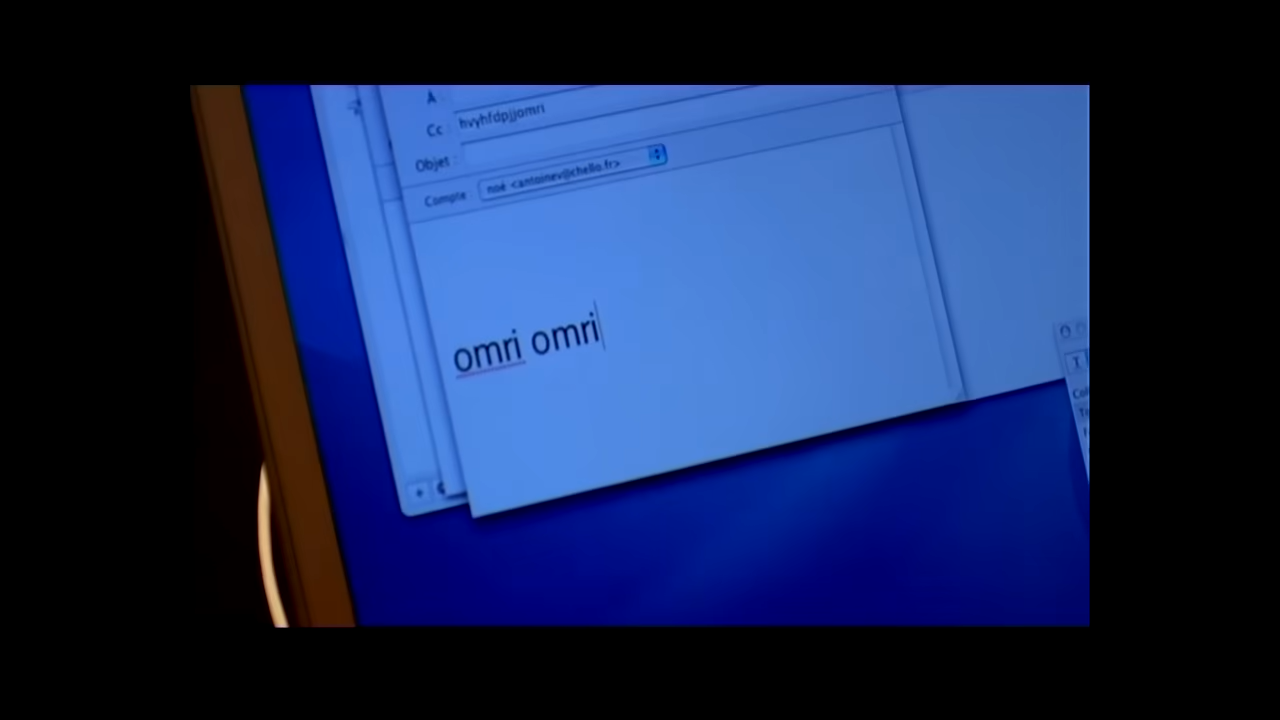 À :
Cc : hvyhfdpjjomri
Objet :
Compte : noé <antoinev@chello.fr>
omri omri